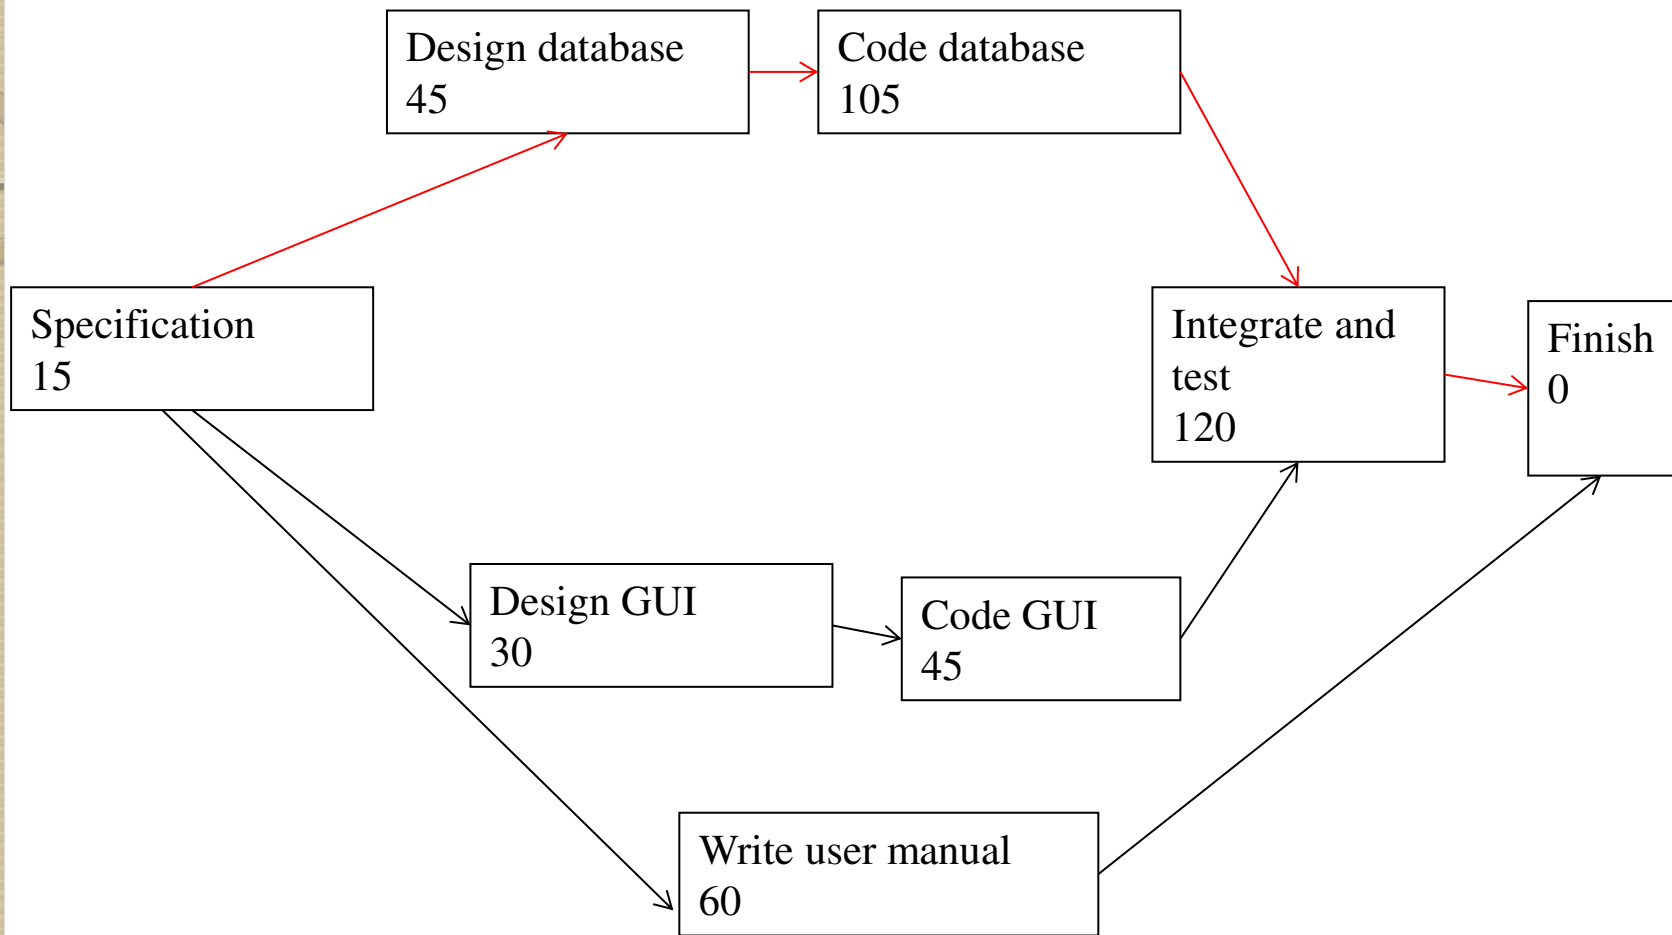 Design database
45
Code database
105
Specification
15
Integrate and
test
120
Finish
0
Design GUI
30
Code GUI
45
Write user manual
60